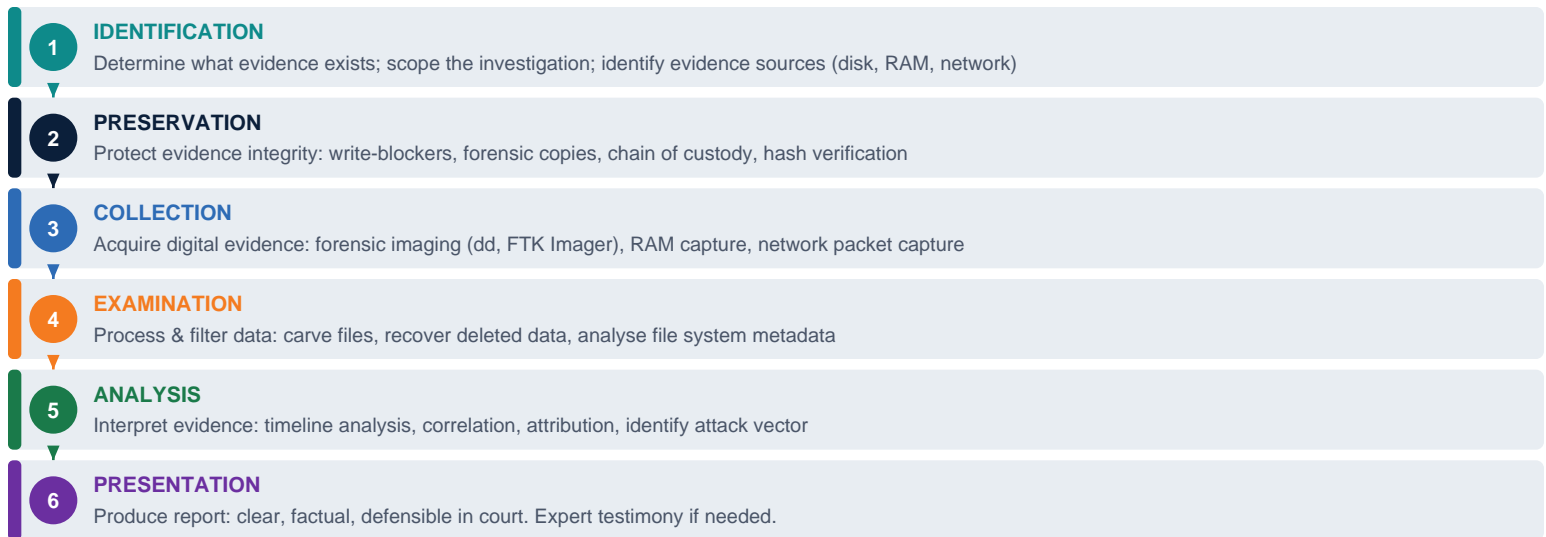 IDENTIFICATION
1
Determine what evidence exists; scope the investigation; identify evidence sources (disk, RAM, network)
PRESERVATION
2
Protect evidence integrity: write-blockers, forensic copies, chain of custody, hash verification
COLLECTION
3
Acquire digital evidence: forensic imaging (dd, FTK Imager), RAM capture, network packet capture
EXAMINATION
4
Process & filter data: carve files, recover deleted data, analyse file system metadata
ANALYSIS
5
Interpret evidence: timeline analysis, correlation, attribution, identify attack vector
PRESENTATION
6
Produce report: clear, factual, defensible in court. Expert testimony if needed.